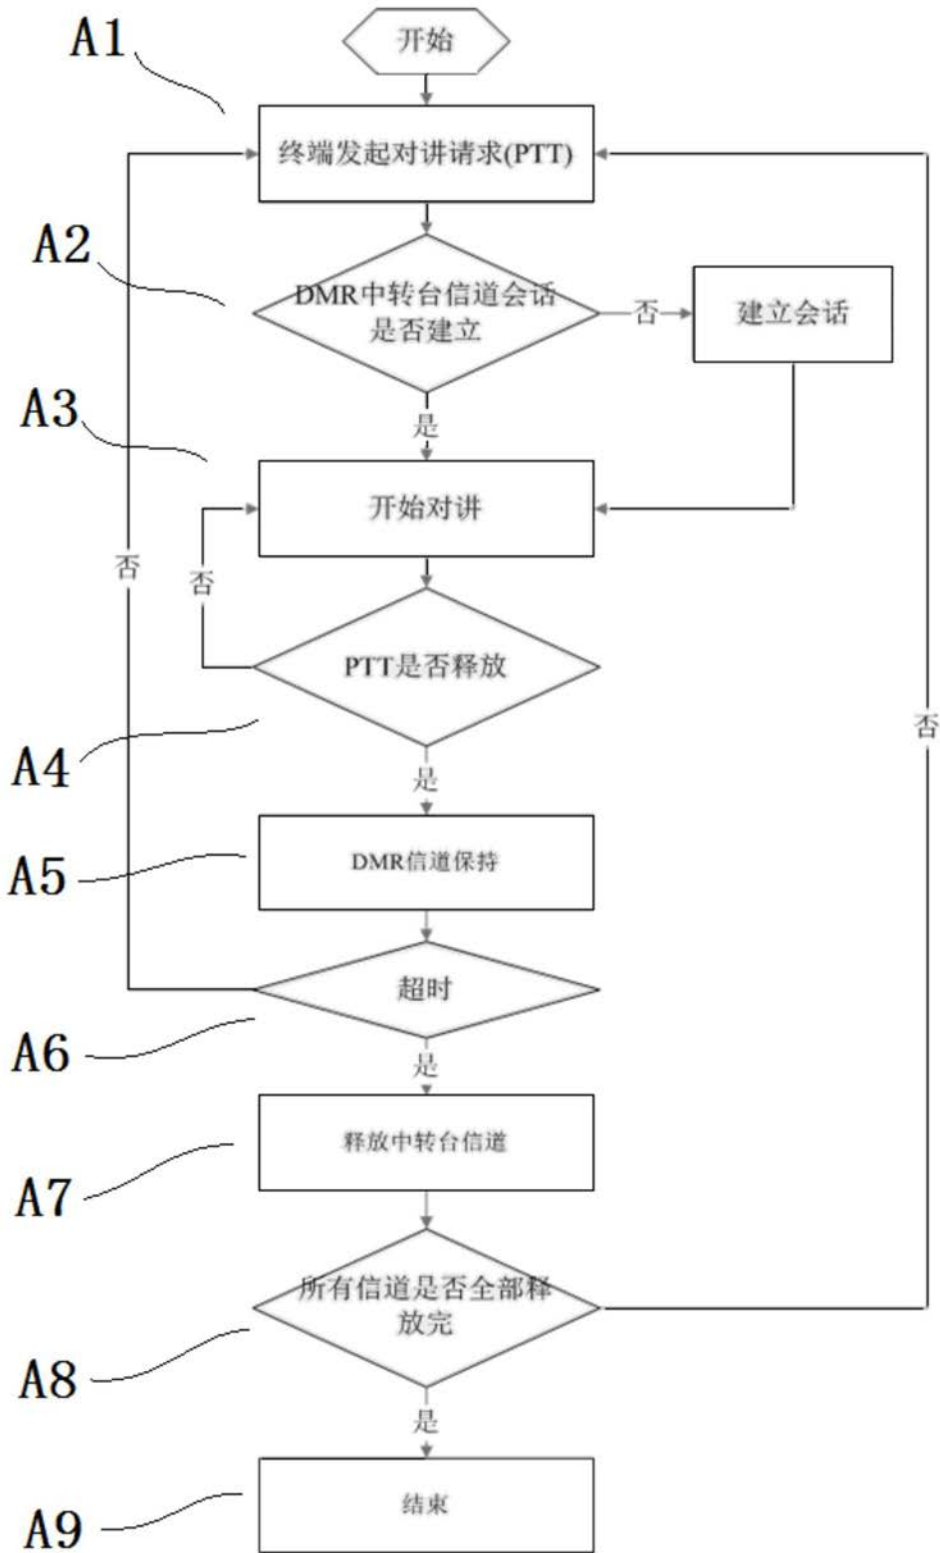 开始
A1
终端发起对讲请求(PTT)
A2
DMR中转台信道会话
是否建立
否
建立会话
是
A3
开始对讲
否
否
PTT是否释放
否
A4
是
DMR信道保持
A5
超时
A6
是
释放中转台信道
A7
所有信道是否全部释
放完
A8
是
结束
A9